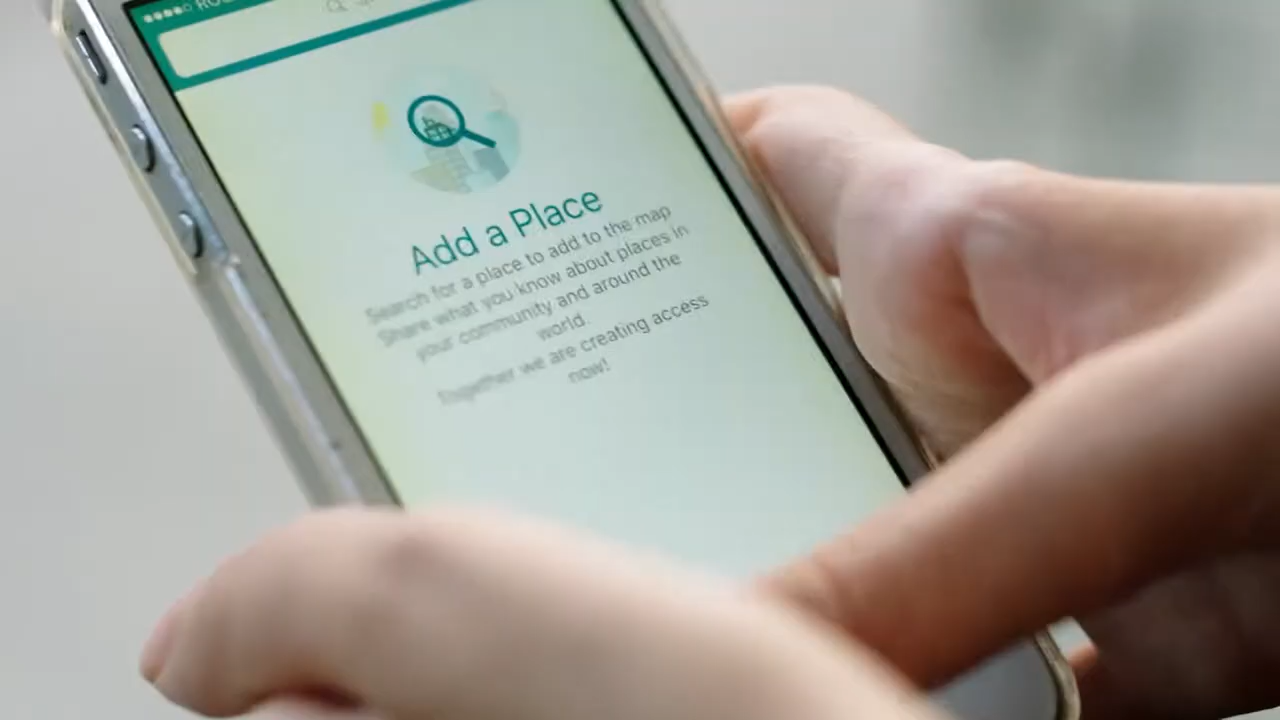 Add a Place
Search for a place to add to the map
Share what you know about places in
your community and around the
world.
Together we are creating access
now!